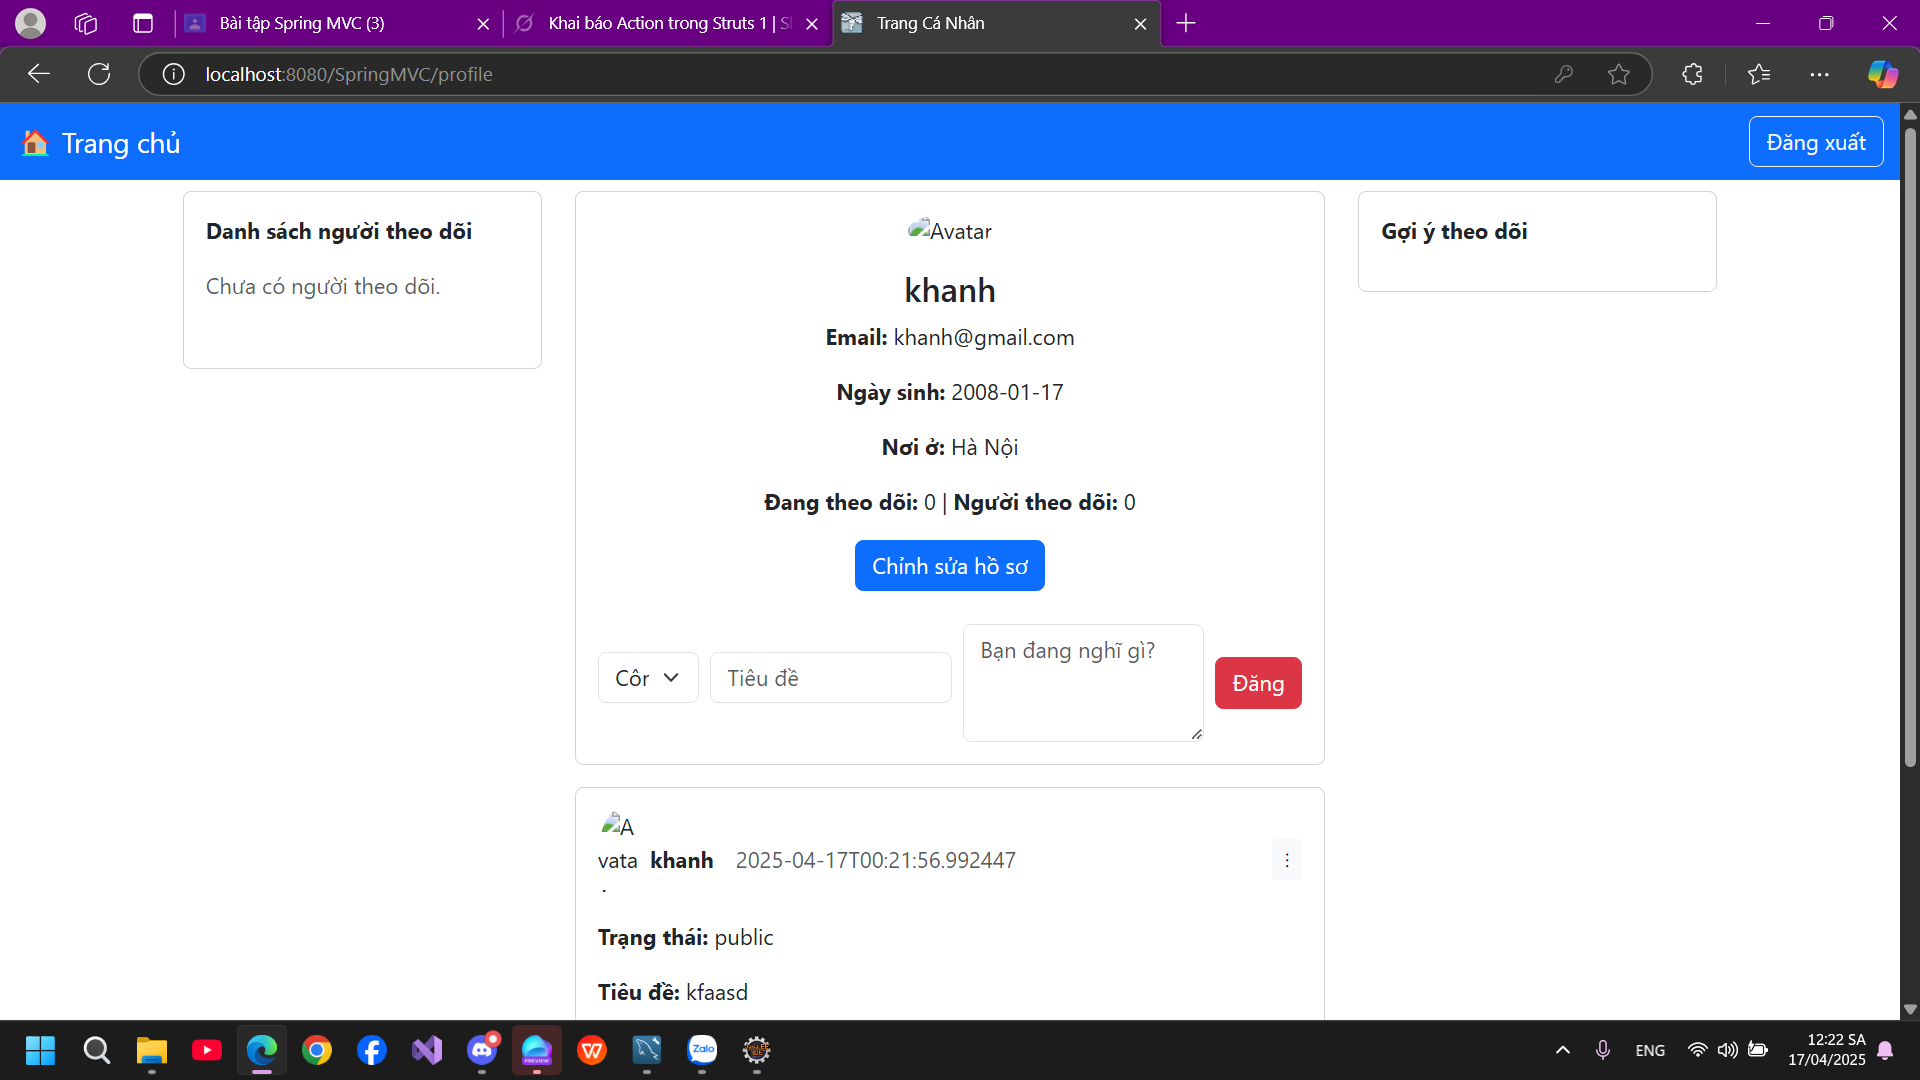 Bài tập Spring MVC (3)
Khai báo Action trong Struts 1 | S
Trang Cá Nhân
localhost:8080/SpringMVC/profile
Trang chủ
Đăng xuất
Danh sách người theo dõi
Chưa có người theo dõi.
Avatar
khanh
Email: khanh@gmail.com
Ngày sinh: 2008-01-17
Nơi ở: Hà Nội
Đang theo dõi: 0 | Người theo dõi: 0
Chỉnh sửa hồ sơ
Côr
Tiêu đề
Bạn đang nghĩ gì?
Đăng
Gợi ý theo dõi
A
vata
khanh 2025-04-17T00:21:56.992447
Trạng thái: public
Tiêu đề: kfaasd
PREVIEW
Zalo
ENG
12:22 SA
17/04/2025